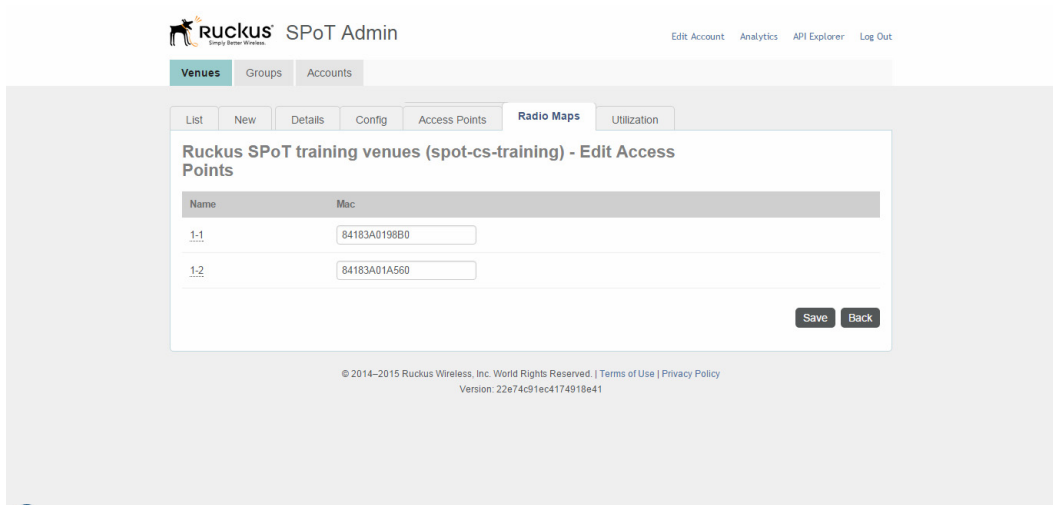 Ruckus SPoT Admin
Simply Better Wireless.
Edit Account Analytics API Explorer Log Out
Venues Groups Accounts
List New Details Config Access Points Radio Maps Utilization
Ruckus SPoT training venues (spot-cs-training) - Edit Access
Points
Name Mac
1-1 84183A0198B0
1-2 84183A01A560
Save Back
© 2014–2015 Ruckus Wireless, Inc. World Rights Reserved. | Terms of Use | Privacy Policy
Version: 22e74c91ec4174918e41